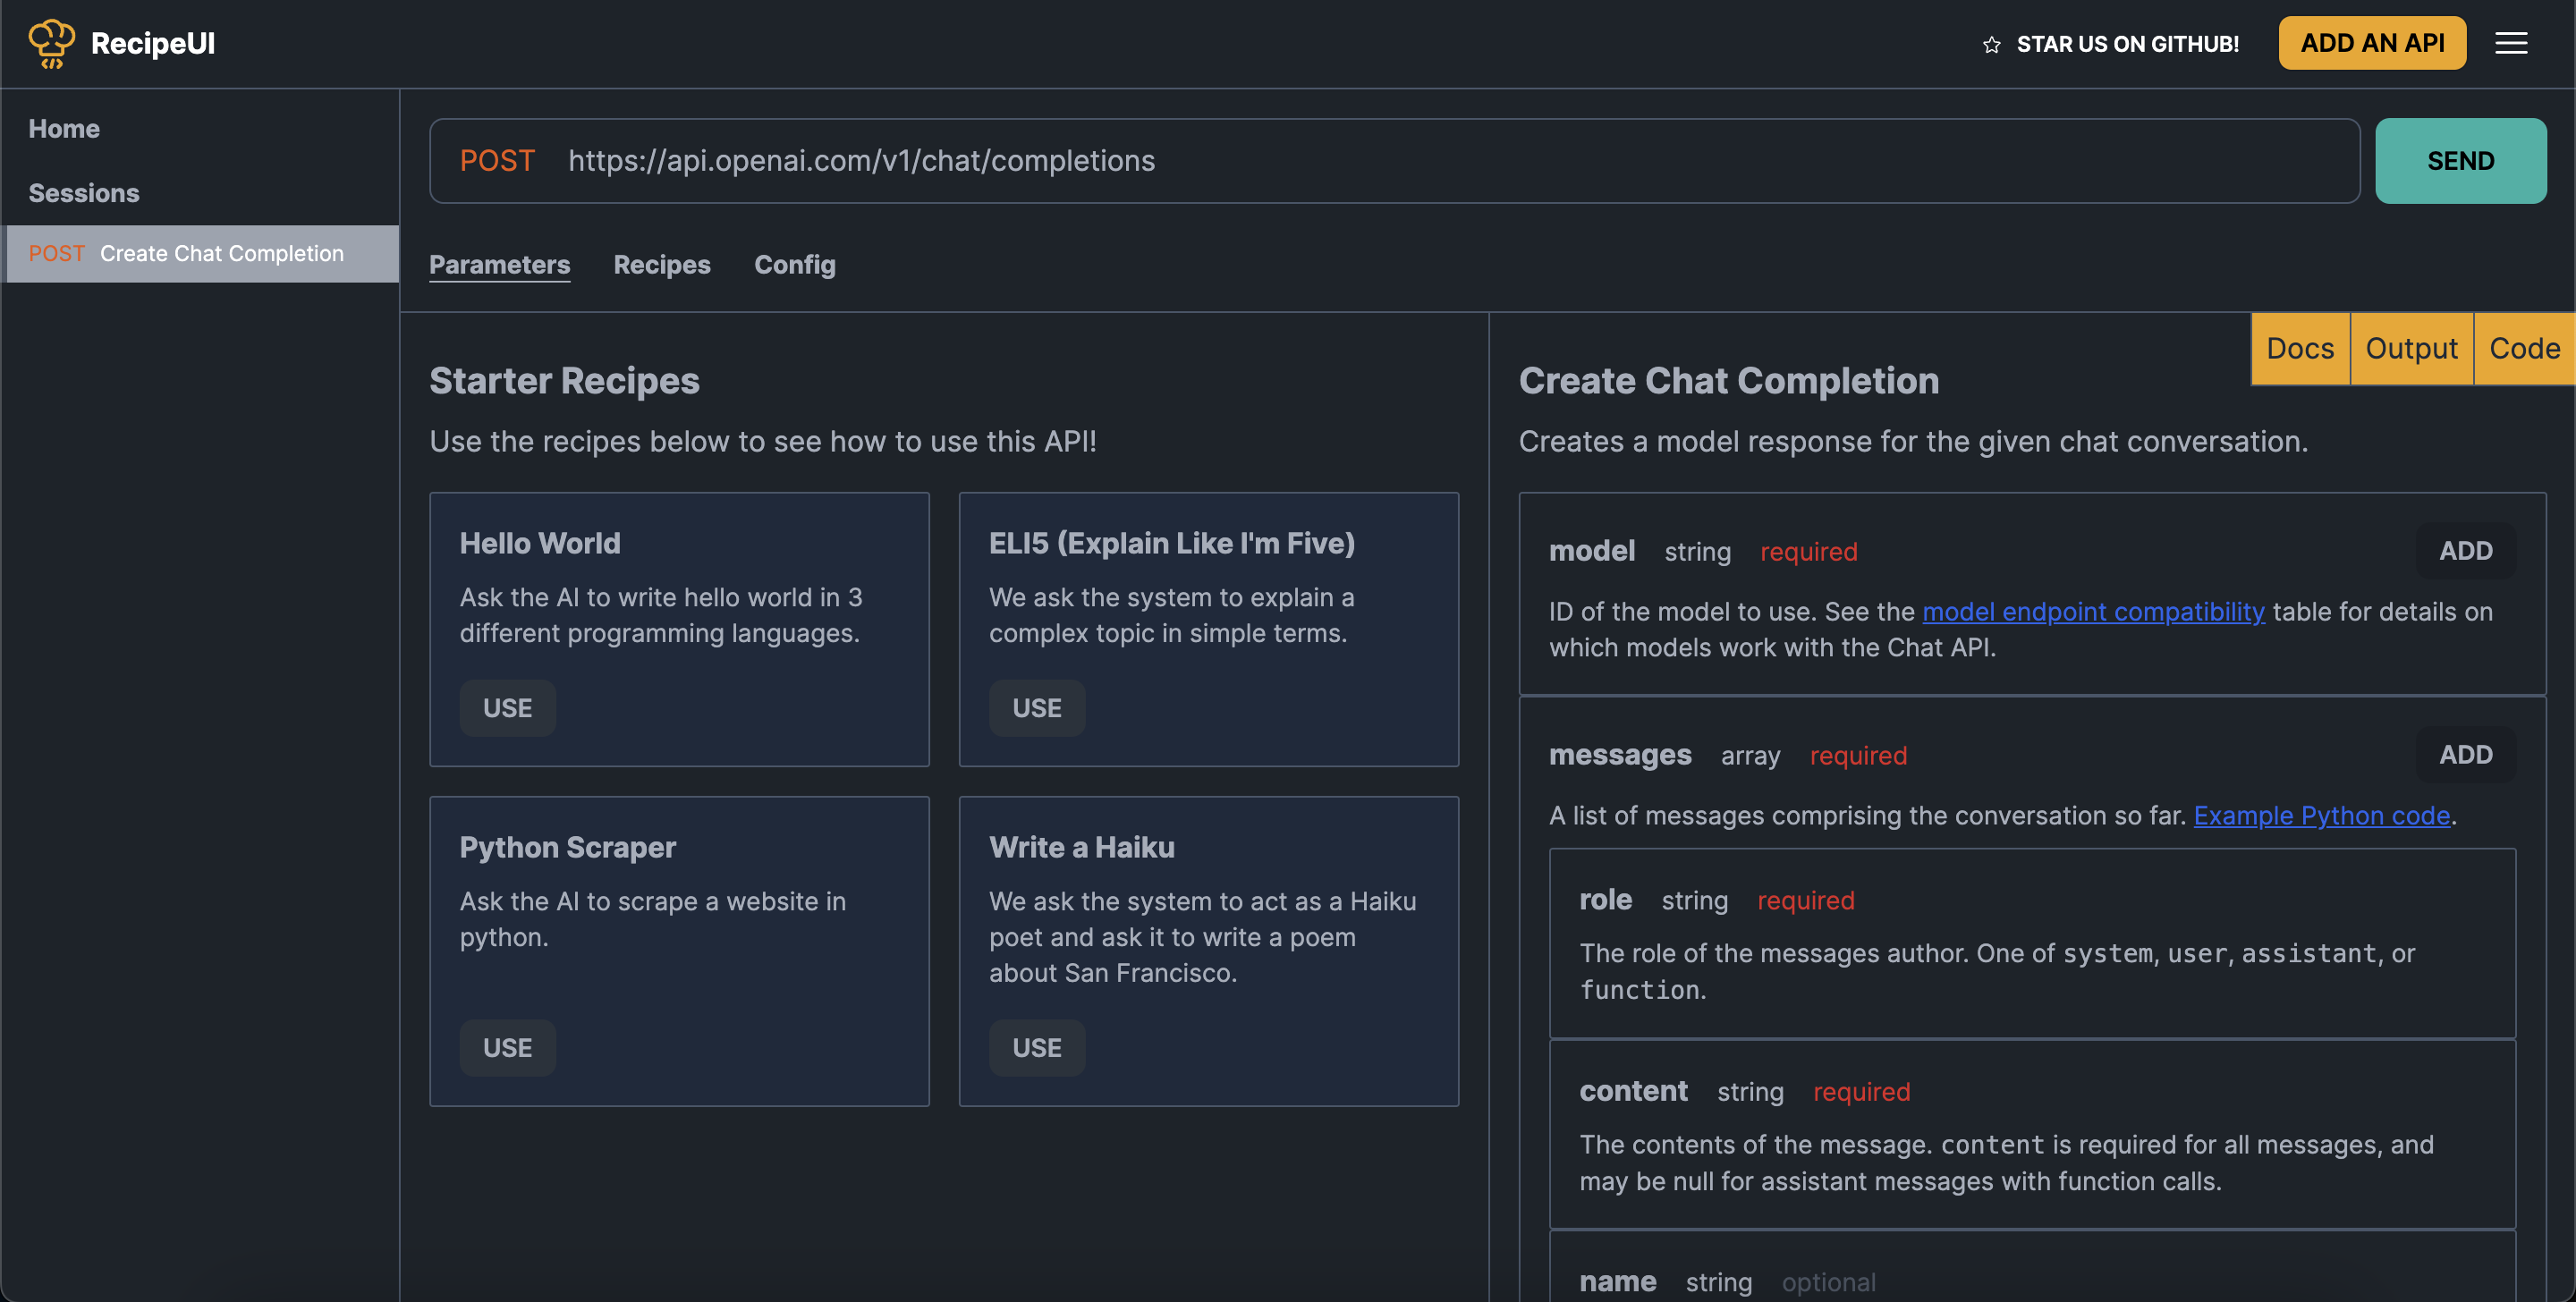 RecipeUI
STAR US ON GITHUB!
ADD AN API
Home
Sessions
POST Create Chat Completion
POST https://api.openai.com/v1/chat/completions
SEND
Parameters Recipes Config
Starter Recipes
Use the recipes below to see how to use this API!
Hello World
Ask the AI to write hello world in 3
different programming languages.
USE
ELI5 (Explain Like I'm Five)
We ask the system to explain a
complex topic in simple terms.
USE
Python Scraper
Ask the AI to scrape a website in
python.
USE
Write a Haiku
We ask the system to act as a Haiku
poet and ask it to write a poem
about San Francisco.
USE
Docs Output Code
Create Chat Completion
Creates a model response for the given chat conversation.
model string required ADD
ID of the model to use. See the model endpoint compatibility table for details on
which models work with the Chat API.
messages array required ADD
A list of messages comprising the conversation so far. Example Python code.
role string required
The role of the messages author. One of system, user, assistant, or
function.
content string required
The contents of the message. content is required for all messages, and
may be null for assistant messages with function calls.
name string optional